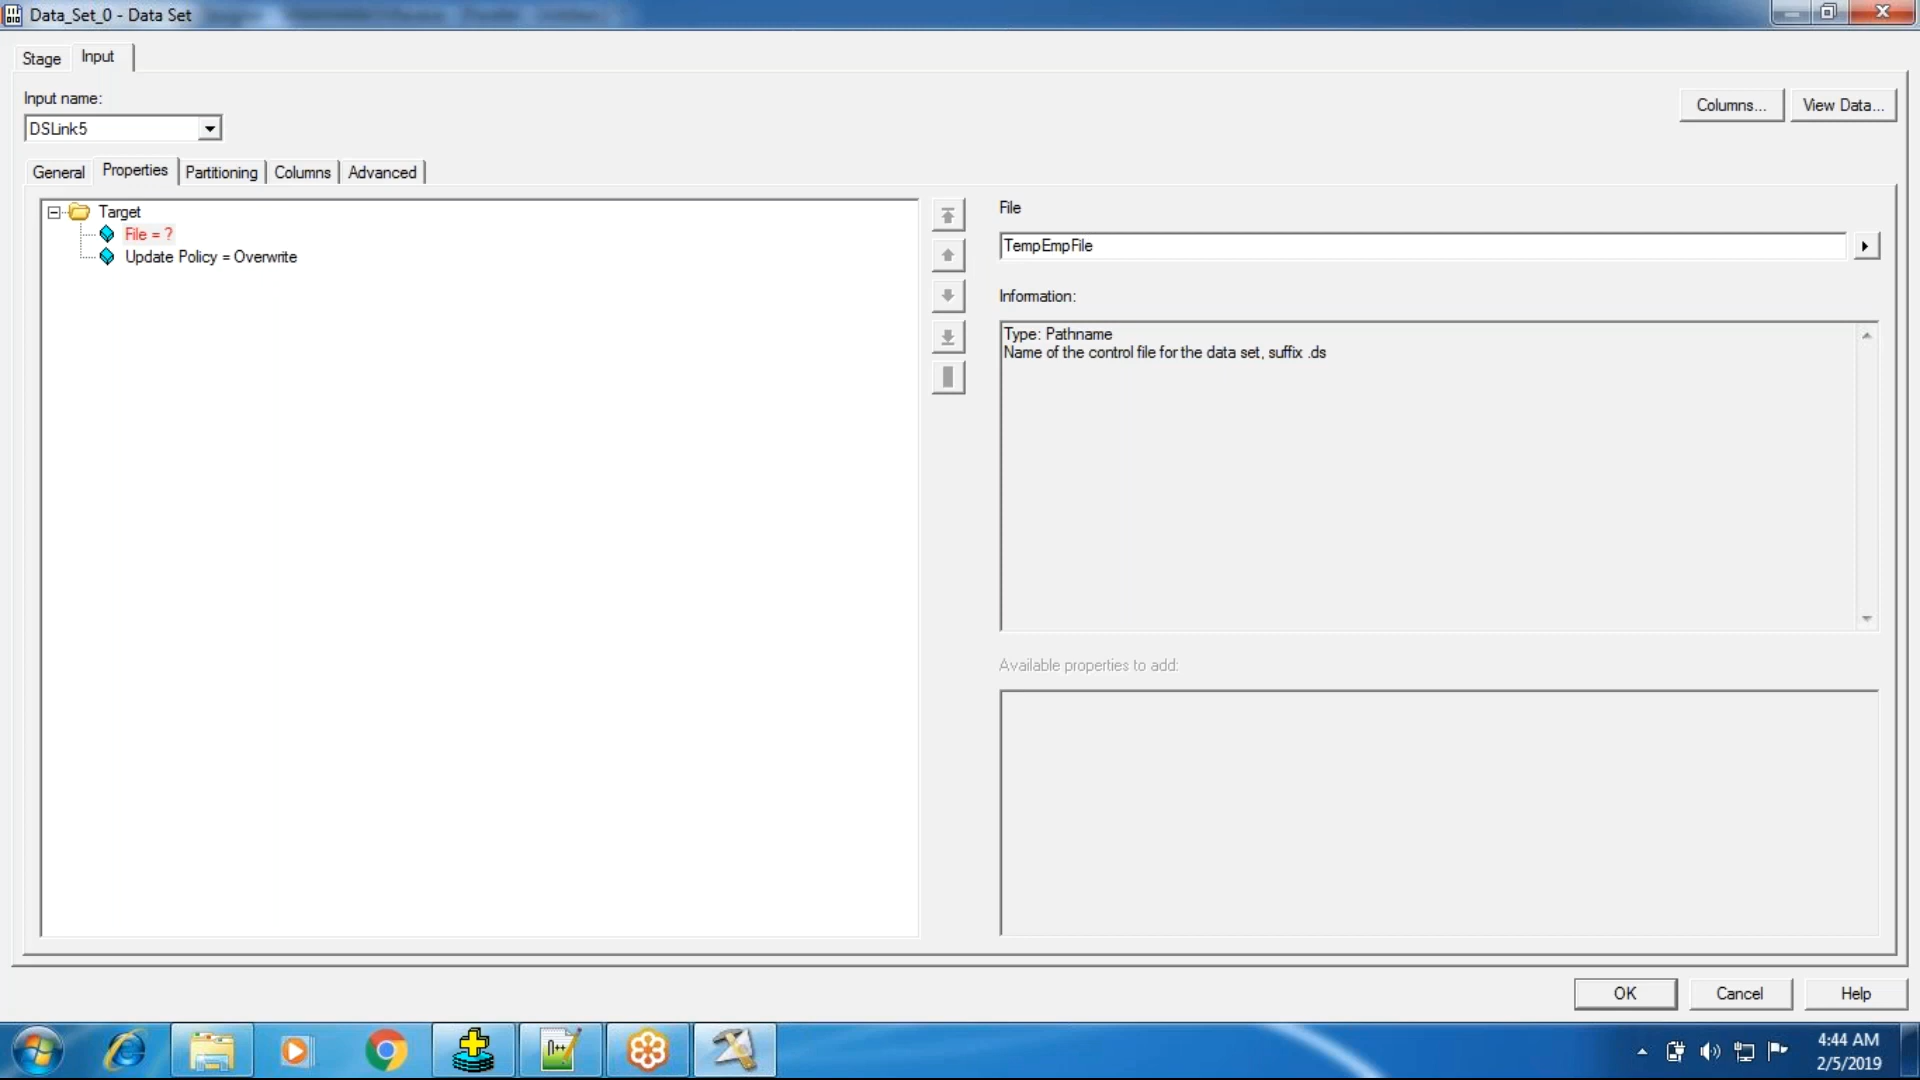 Data_Set_0 - Data Set
Stage
Input
Input name:
Columns...
View Data...
DSLink5
General
Properties
Partitioning
Columns
Advanced
Target
File = ?
Update Policy = Overwrite
File
TempEmpFile
Information:
Type: Pathname
Name of the control file for the data set, suffix .ds
Available properties to add:
OK
Cancel
Help
4:44 AM
2/5/2019